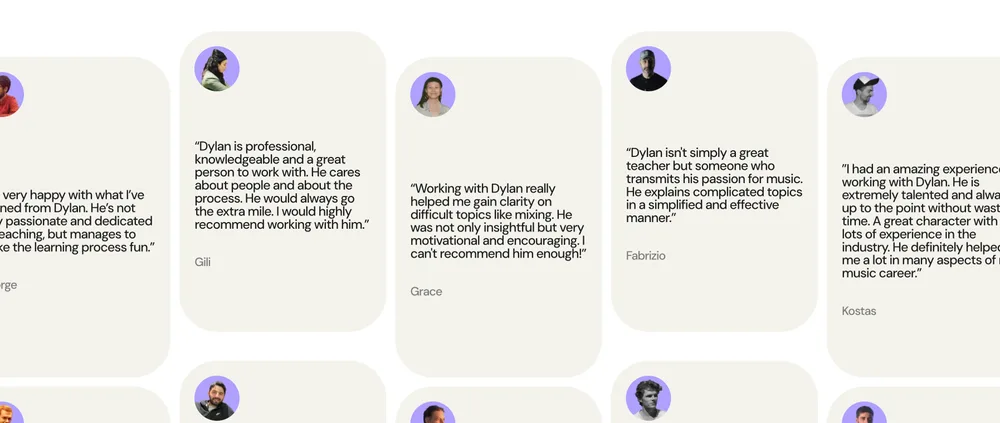 very happy with what I've
ned from Dylan. He's not
passionate and dedicated
eaching, but manages to
ke the learning process fun.”
rge
“Dylan is professional,
knowledgeable and a great
person to work with. He cares
about people and about the
process. He would always go
the extra mile. I would highly
recommend working with him.”
Gili
“Working with Dylan really
helped me gain clarity on
difficult topics like mixing. He
was not only insightful but very
motivational and encouraging. I
can't recommend him enough!”
Grace
“Dylan isn't simply a great
teacher but someone who
transmits his passion for music.
He explains complicated topics
in a simplified and effective
manner.”
Fabrizio
“I had an amazing experience
working with Dylan. He is
extremely talented and alwa
up to the point without wast
time. A great character with
lots of experience in the
industry. He definitely helped
me a lot in many aspects of
music career.”
Kostas